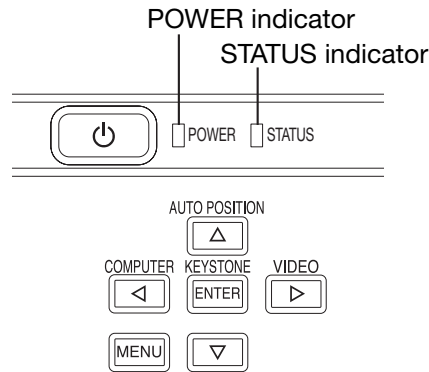 POWER indicator
STATUS indicator
POWER STATUS
AUTO POSITION
COMPUTER KEYSTONE VIDEO
ENTER
MENU